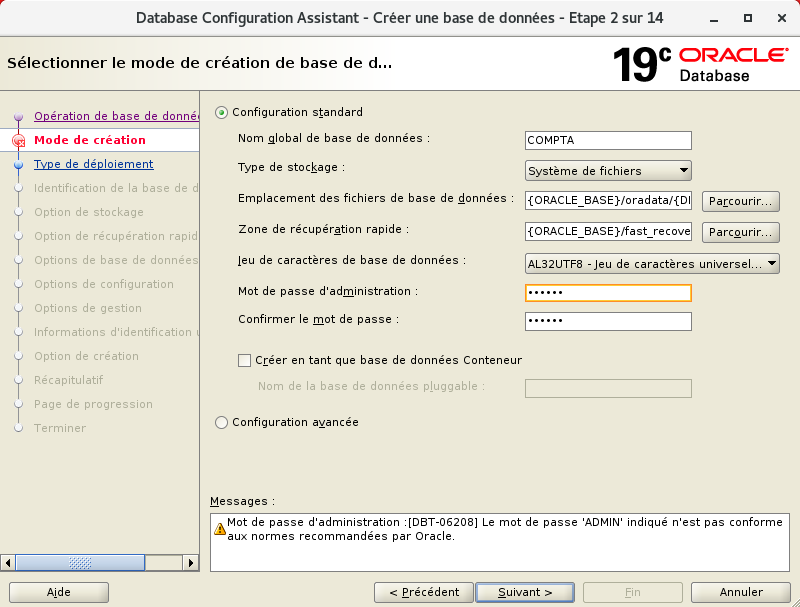 Database Configuration Assistant - Créer une base de données - Etape 2 sur 14
Sélectionner le mode de création de base de d...
19c ORACLE
Database
Opération de base de donnée
Mode de création
Type de déploiement
Identification de la base de d
Option de stockage
Option de récupération rapid
Options de base de données
Options de configuration
Options de gestion
Informations d'identification u
Option de création
Récapitulatif
Page de progression
Terminer
Configuration standard
Nom global de base de données :
COMPTA
Type de stockage :
Système de fichiers
Emplacement des fichiers de base de données :
{ORACLE_BASE}/oradata/{DI
Parcourir...
Zone de récupération rapide :
{ORACLE_BASE}/fast_recove
Parcourir...
Jeu de caractères de base de données :
AL32UTF8 - Jeu de caractères universel...
Mot de passe d'administration :
••••••
Confirmer le mot de passe :
••••••
Créer en tant que base de données Conteneur
Nom de la base de données pluggable :
Configuration avancée
Messages :
Mot de passe d'administration :[DBT-06208] Le mot de passe 'ADMIN' indiqué n'est pas conforme
aux normes recommandées par Oracle.
Aide
< Précédent
Suivant >
Fin
Annuler